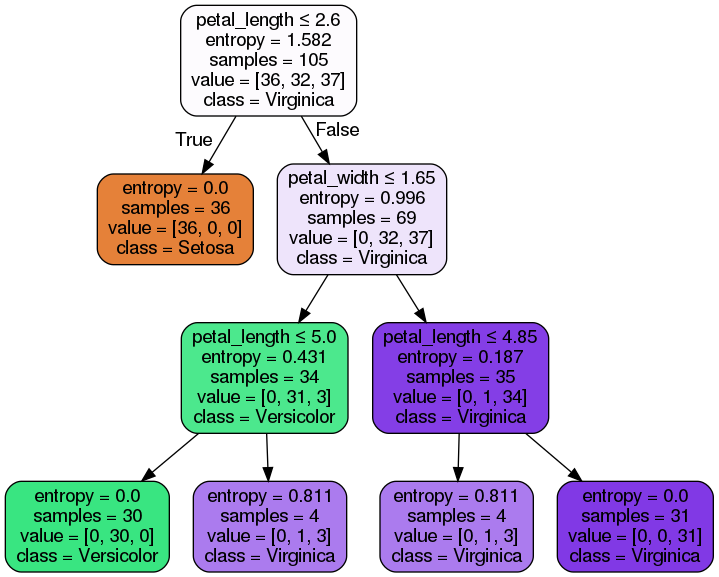 petal_length ≤ 2.6
entropy = 1.582
samples = 105
value = [36, 32, 37]
class = Virginica
True
False
entropy = 0.0
samples = 36
value = [36, 0, 0]
class = Setosa
petal_width ≤ 1.65
entropy = 0.996
samples = 69
value = [0, 32, 37]
class = Virginica
petal_length ≤ 5.0
entropy = 0.431
samples = 34
value = [0, 31, 3]
class = Versicolor
petal_length ≤ 4.85
entropy = 0.187
samples = 35
value = [0, 1, 34]
class = Virginica
entropy = 0.0
samples = 30
value = [0, 30, 0]
class = Versicolor
entropy = 0.811
samples = 4
value = [0, 1, 3]
class = Virginica
entropy = 0.811
samples = 4
value = [0, 1, 3]
class = Virginica
entropy = 0.0
samples = 31
value = [0, 0, 31]
class = Virginica